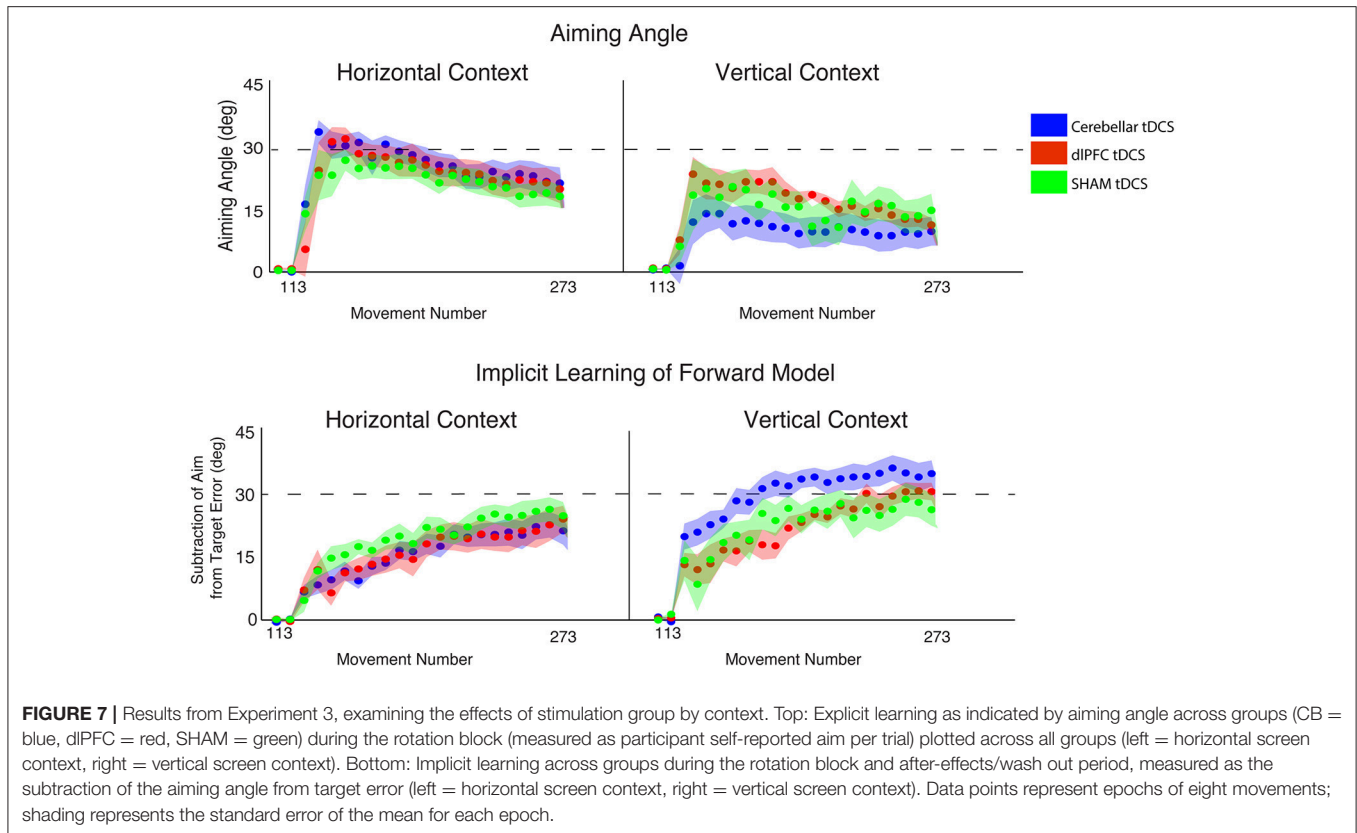 Aiming Angle
Horizontal Context
Vertical Context
Aiming Angle (deg)
45
30
15
0
113
273
Movement Number
113
273
Movement Number
Cerebellar tDCS
dlPFC tDCS
SHAM tDCS
Implicit Learning of Forward Model
Horizontal Context
Vertical Context
Subtraction of Aim
from Target Error (deg)
45
30
15
0
113
273
Movement Number
113
273
Movement Number
FIGURE 7 | Results from Experiment 3, examining the effects of stimulation group by context. Top: Explicit learning as indicated by aiming angle across groups (CB =
blue, dlPFC = red, SHAM = green) during the rotation block (measured as participant self-reported aim per trial) plotted across all groups (left = horizontal screen
context, right = vertical screen context). Bottom: Implicit learning across groups during the rotation block and after-effects/wash out period, measured as the
subtraction of the aiming angle from target error (left = horizontal screen context, right = vertical screen context). Data points represent epochs of eight movements;
shading represents the standard error of the mean for each epoch.